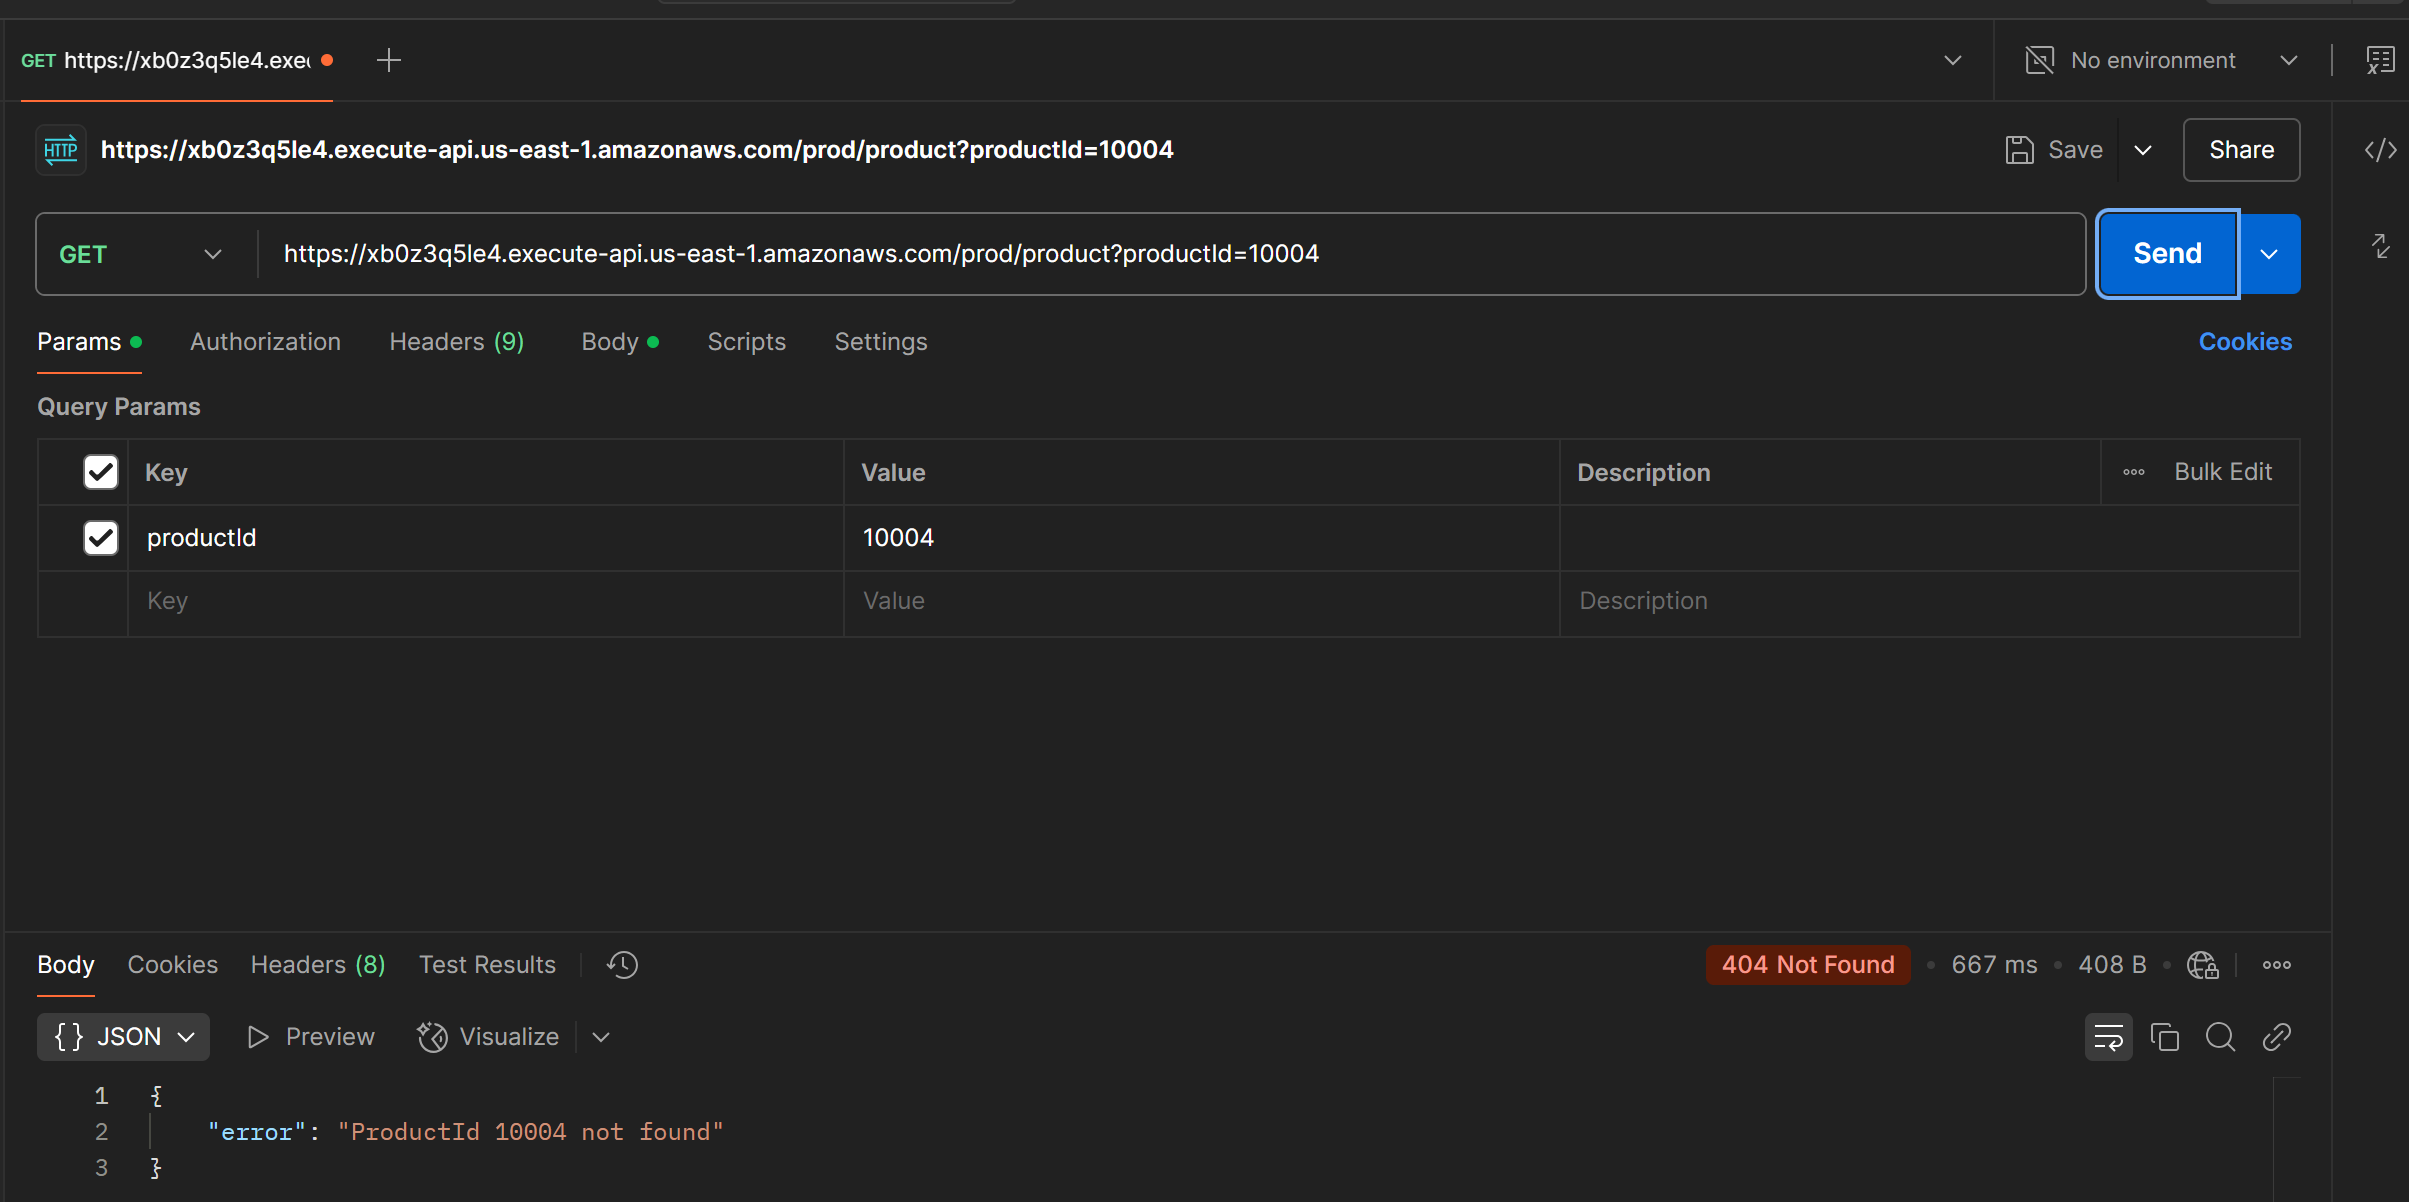 GET https://xb0z3q5le4.exec
No environment
HTTP https://xb0z3q5le4.execute-api.us-east-1.amazonaws.com/prod/product?productId=10004
Save
Share
GET https://xb0z3q5le4.execute-api.us-east-1.amazonaws.com/prod/product?productId=10004
Send
Params Authorization Headers (9) Body Scripts Settings Cookies
Query Params
Key Value Description Bulk Edit
productId 10004
Key Value Description
Body Cookies Headers (8) Test Results 404 Not Found 667 ms 408 B
{} JSON Preview Visualize
1 {
2 "error": "ProductId 10004 not found"
3 }